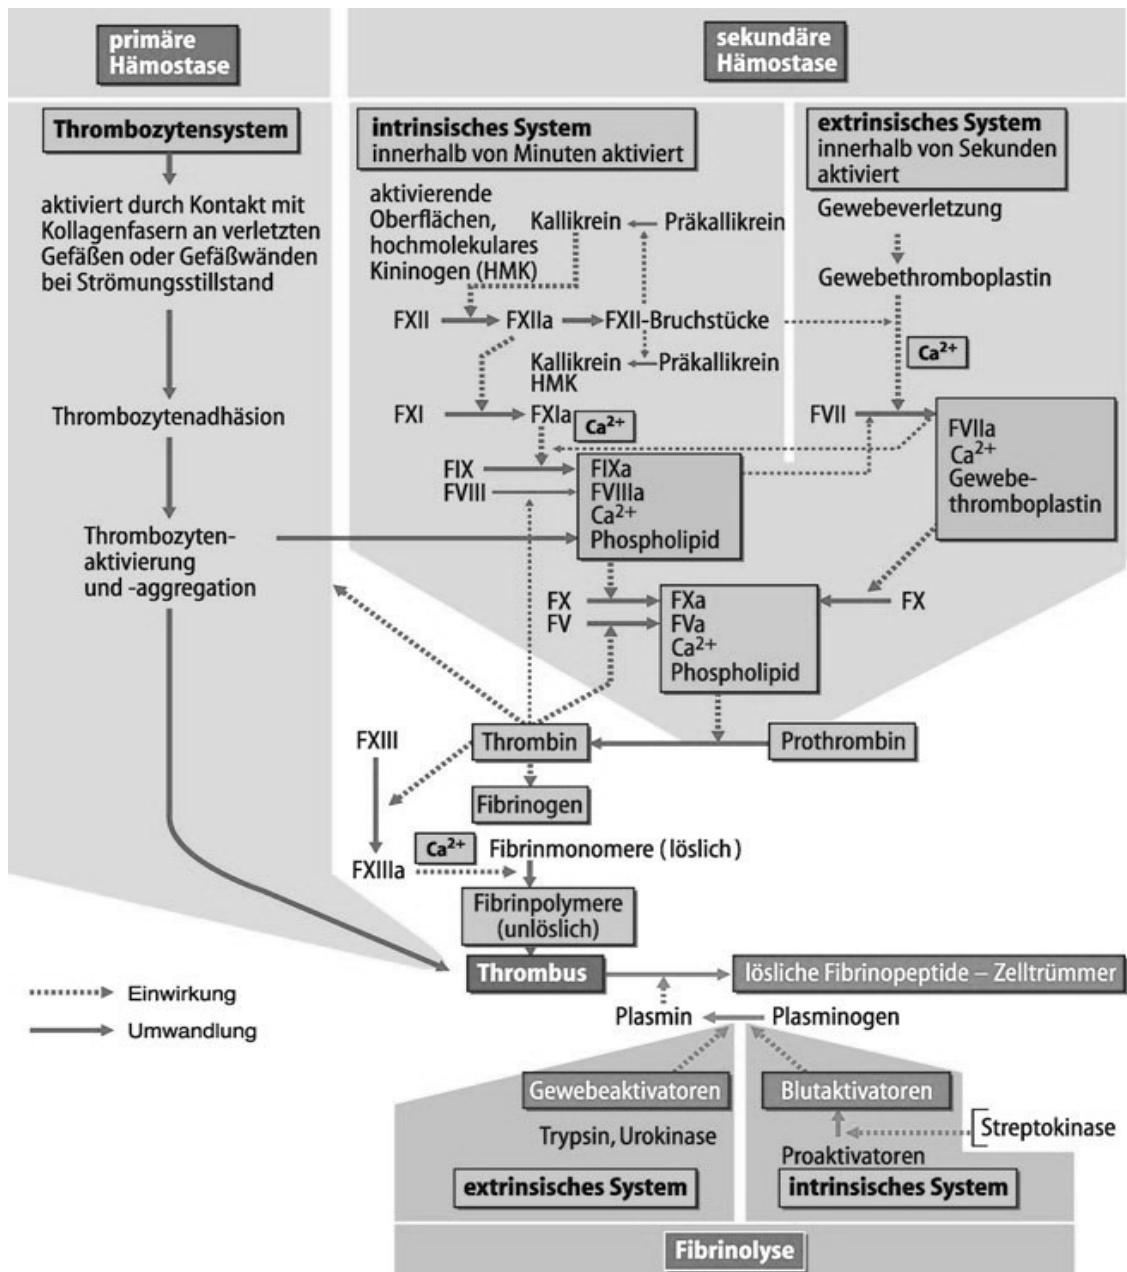 primäre
Hämostase
sekundäre
Hämostase
Thrombozytensystem
aktiviert durch Kontakt mit
Kollagenfasern an verletzten
Gefäßen oder Gefäßwänden
bei Strömungsstillstand
Thrombozytenadhäsion
Thrombozyten-
aktivierung
und -aggregation
intrinsisches System
innerhalb von Minuten aktiviert
aktivierende
Oberflächen,
hochmolekulares
Kininogen (HMK)
Kallikrein
Präkallikrein
FXII
FXIIa
FXII-Bruchstücke
Kallikrein
HMK
Präkallikrein
FXI
FXIa
Ca2+
FIX
FVIII
FIXa
FVIIIa
Ca2+
Phospholipid
extrinsisches System
innerhalb von Sekunden
aktiviert
Gewebeverletzung
Gewebethromboplastin
Ca2+
FVII
FVIIa
Ca2+
Gewebe-
thromboplastin
FX
FV
FXa
FVa
Ca2+
Phospholipid
FX
FXIII
Thrombin
Prothrombin
Fibrinogen
FXIIIa
Ca2+
Fibrinmonomere (löslich)
Fibrinpolymere
(unlöslich)
Thrombus
lösliche Fibrinopeptide – Zelltrümmer
Einwirkung
Umwandlung
Plasmin
Plasminogen
Gewebeaktivatoren
Blutaktivatoren
Trypsin, Urokinase
Streptokinase
Proaktivatoren
extrinsisches System
intrinsisches System
Fibrinolyse